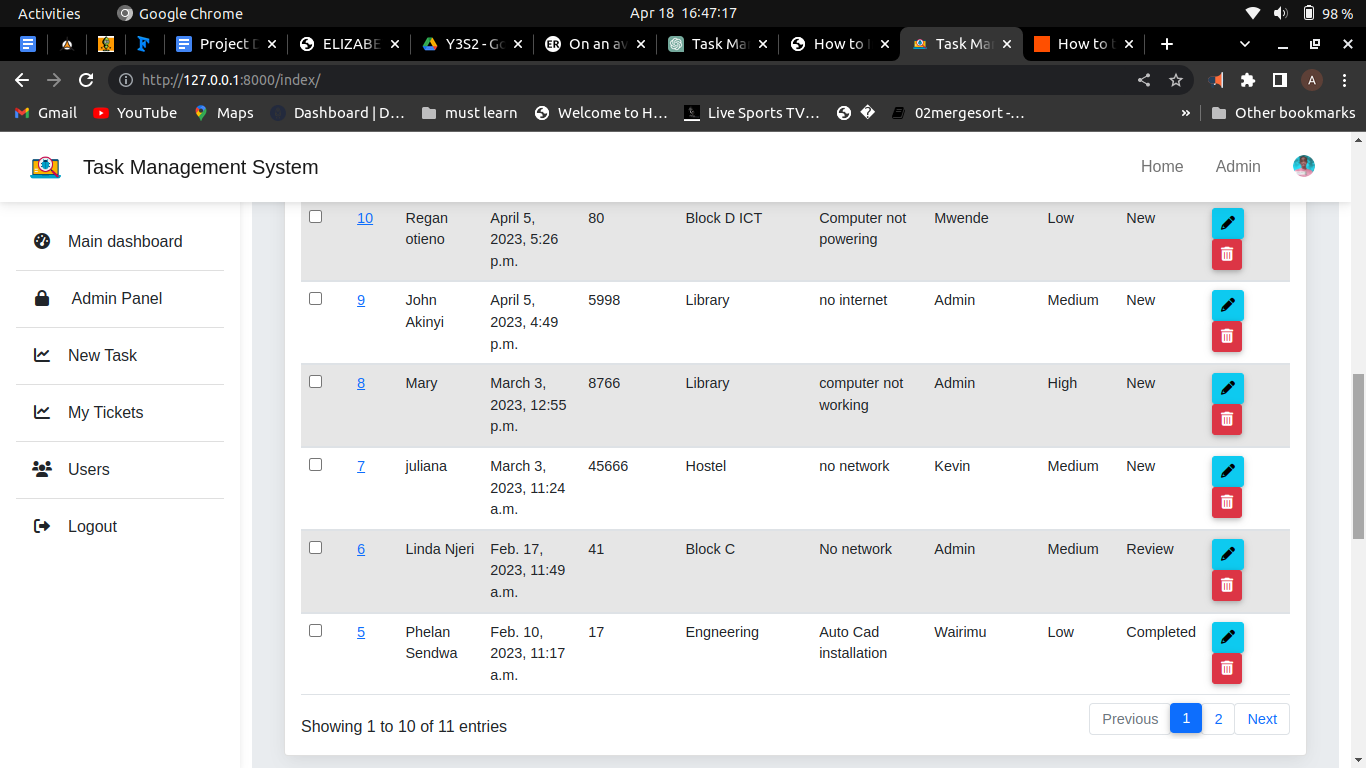 Activities Google Chrome Apr 18 16:47:17 98 %
Project D ELIZABE Y3S2 - Go On an av Task Mar How to Task Mar How to
http://127.0.0.1:8000/index/ A
Gmail YouTube Maps Dashboard | D… must learn Welcome to H… Live Sports TV… 02mergesort -… » Other bookmarks
Task Management System Home Admin
Main dashboard
Admin Panel
New Task
My Tickets
Users
Logout
10 Regan April 5, 80 Block D ICT Computer not Mwende Low New
otieno 2023, 5:26 powering
p.m.
9 John April 5, 5998 Library no internet Admin Medium New
Akinyi 2023, 4:49
p.m.
8 Mary March 3, 8766 Library computer not Admin High New
2023, 12:55 working
p.m.
7 juliana March 3, 45666 Hostel no network Kevin Medium New
2023, 11:24
a.m.
6 Linda Njeri Feb. 17, 41 Block C No network Admin Medium Review
2023, 11:49
a.m.
5 Phelan Feb. 10, 17 Engneering Auto Cad Wairimu Low Completed
Sendwa 2023, 11:17 installation
a.m.
Showing 1 to 10 of 11 entries Previous 1 2 Next